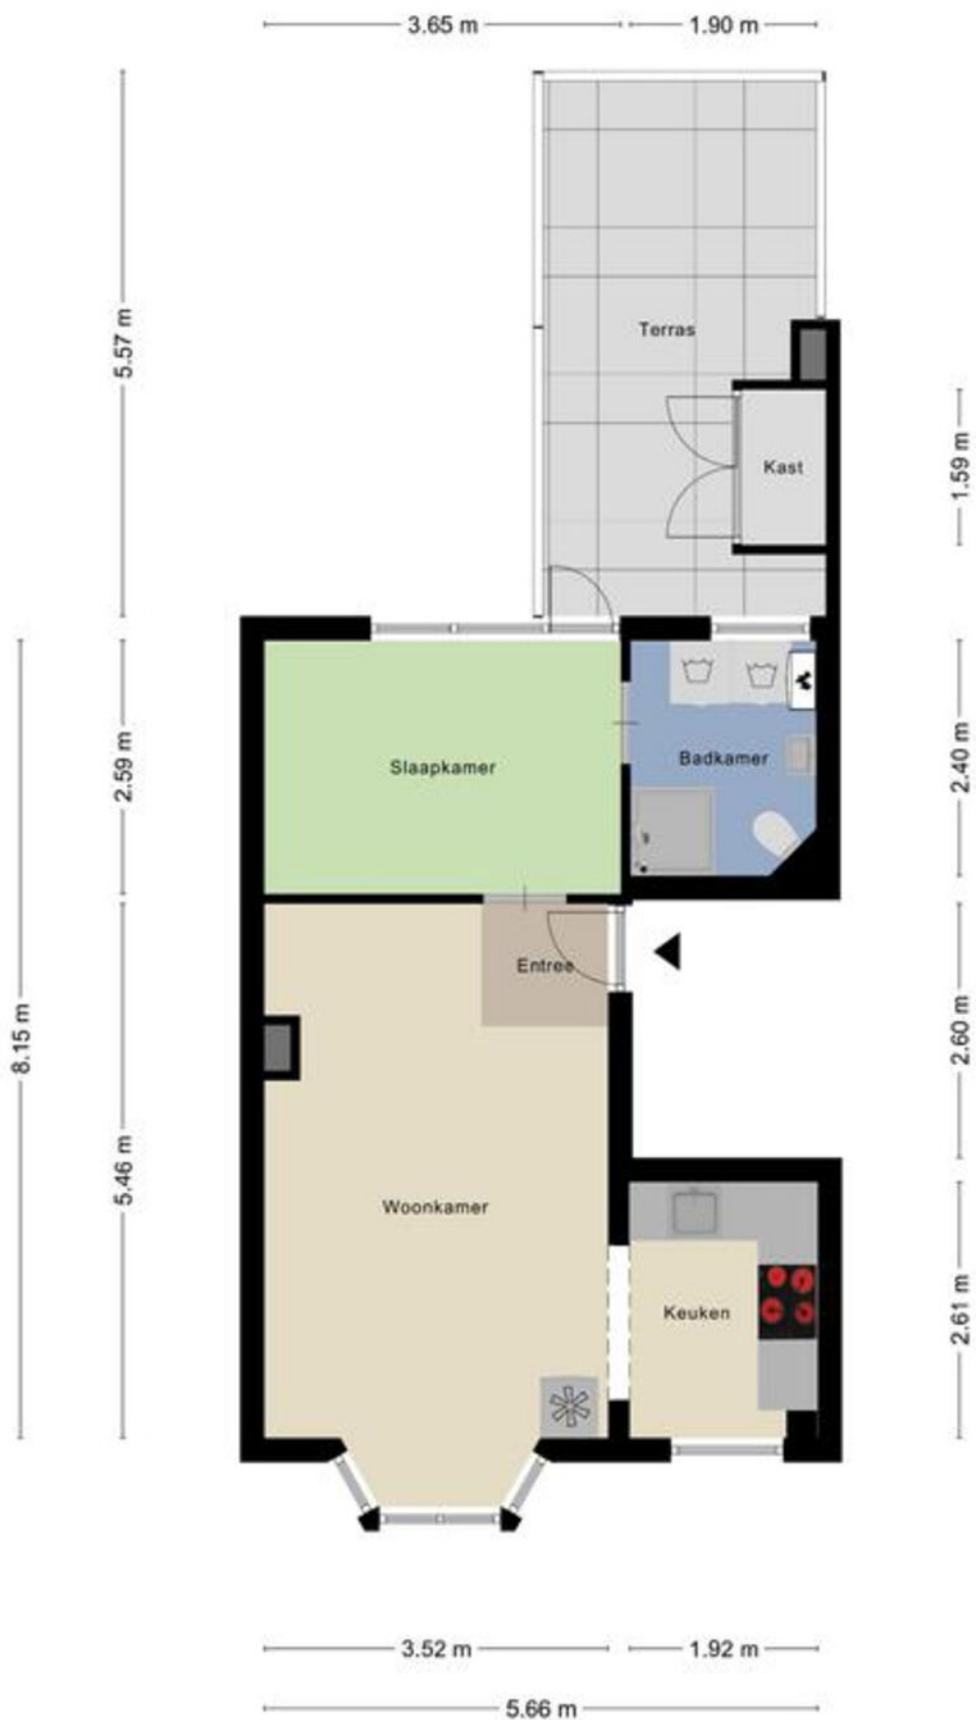 3.65 m
1.90 m
5.57 m
Terras
Kast
1.59 m
Slaapkamer
Badkamer
2.59 m
2.40 m
Entree
8.15 m
2.60 m
5.46 m
Woonkamer
Keuken
2.61 m
3.52 m
1.92 m
5.66 m